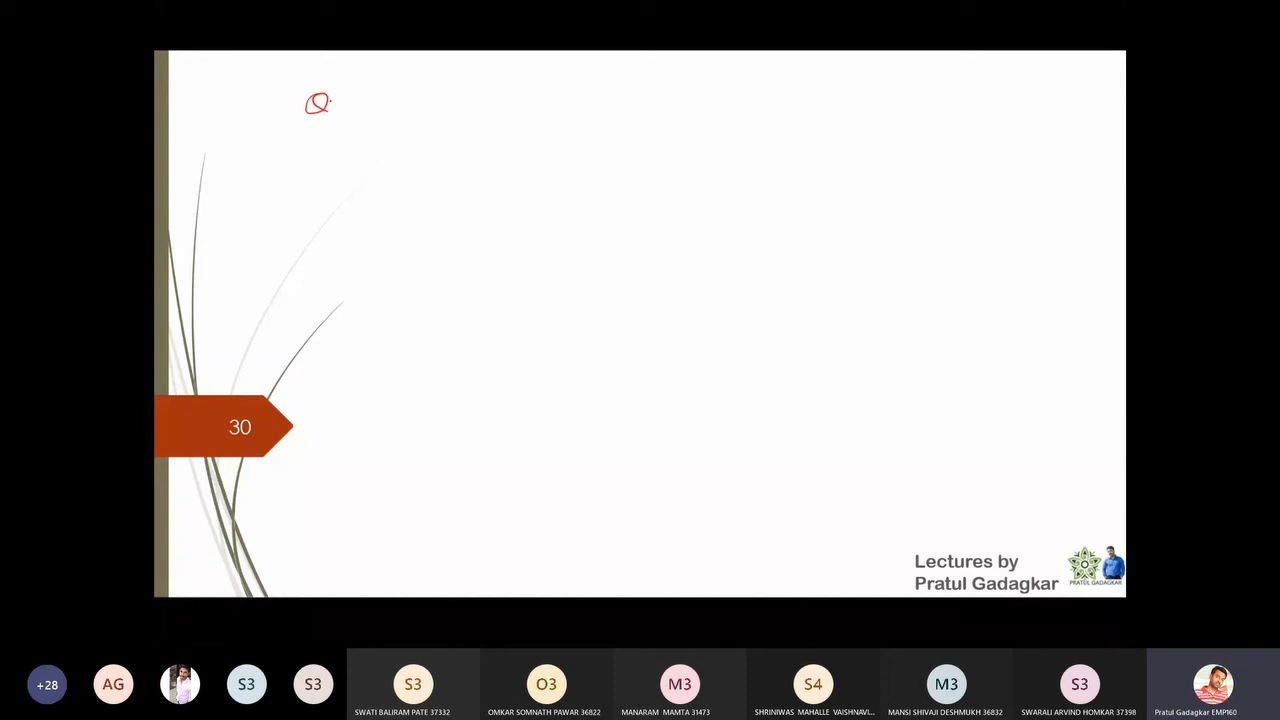 Q.
30
Lectures by
Pratul Gadagkar
PRATUL GADAGKAR
+28
AG
S3
S3
S3
SWATI BALIRAM PATE 37332
O3
OMKAR SOMNATH PAWAR 36822
M3
MANARAM MAMTA 31473
S4
SHRINIWAS MAHALLE VAISHNAVI...
M3
MANSI SHIVAJI DESHMUKH 36832
S3
SWARALI ARVIND HOMKAR 37398
Pratul Gadagkar EMP160